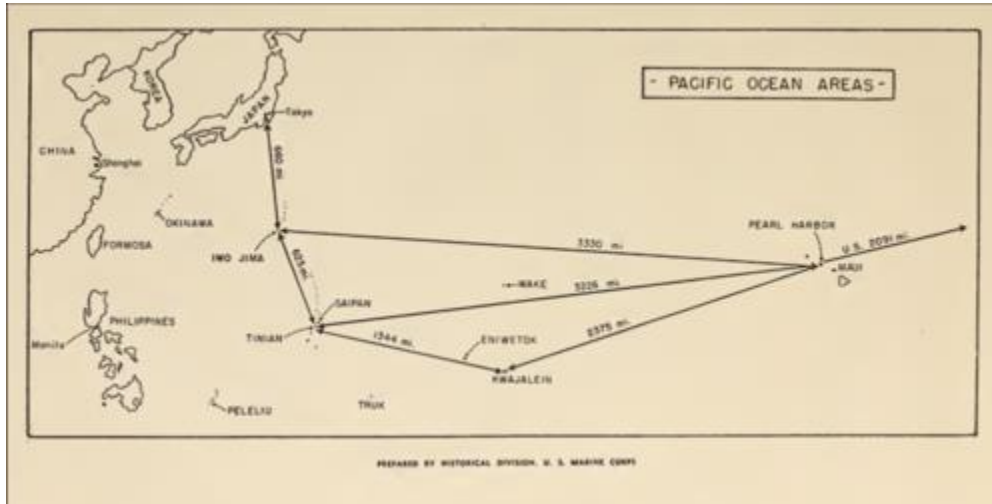 - PACIFIC OCEAN AREAS -
KOREA
JAPAN
Tokyo
CHINA
Shanghai
660 mi.
OKINAWA
PEARL HARBOR
U.S. 2091 mi.
FORMOSA
3330 mi.
IWO JIMA
MAUI
625 mi.
WAKE
SAIPAN
3226 mi.
PHILIPPINES
TINIAN
1344 mi.
ENIWETOK
2375 mi.
Manila
KWAJALEIN
PELELIU
TRUK
PREPARED BY HISTORICAL DIVISION, U. S. MARINE CORPS